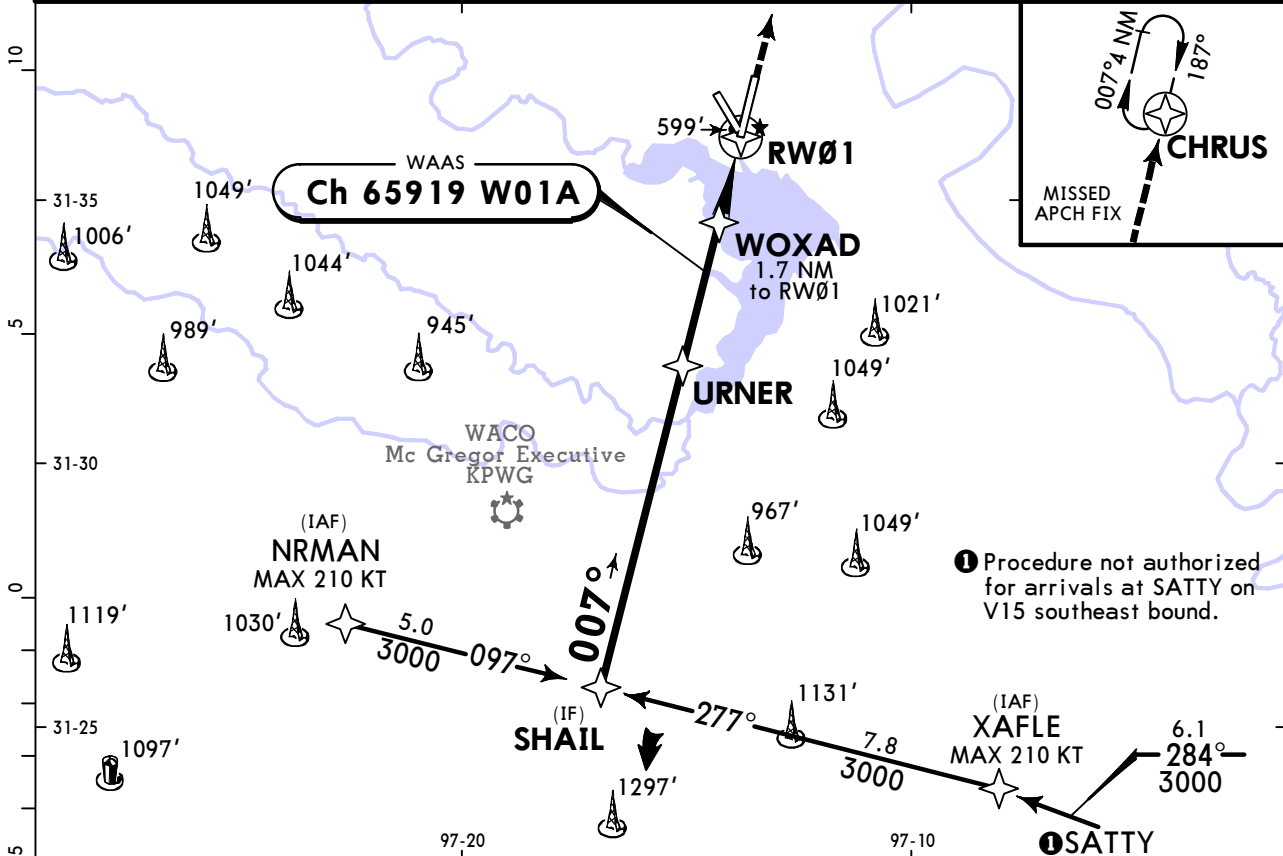 10
007° 4 NM
187°
CHRUS
MISSED
APCH FIX
599'
RWØ1
WAAS
Ch 65919 W01A
31-35
1049'
1006'
1044'
WOXAD
1.7 NM
to RWØ1
989'
945'
1021'
5
1049'
URNER
WACO
Mc Gregor Executive
KPWG
31-30
967'
1049'
(IAF)
NRMAN
MAX 210 KT
❶ Procedure not authorized
for arrivals at SATTY on
V15 southeast bound.
0
007°
1119'
1030'
5.0
3000
097°
1131'
(IF)
SHAIL
277°
7.8
3000
(IAF)
XAFLE
MAX 210 KT
6.1
284°
3000
31-25
1097'
1297'
5
97-20
97-10
❶SATTY